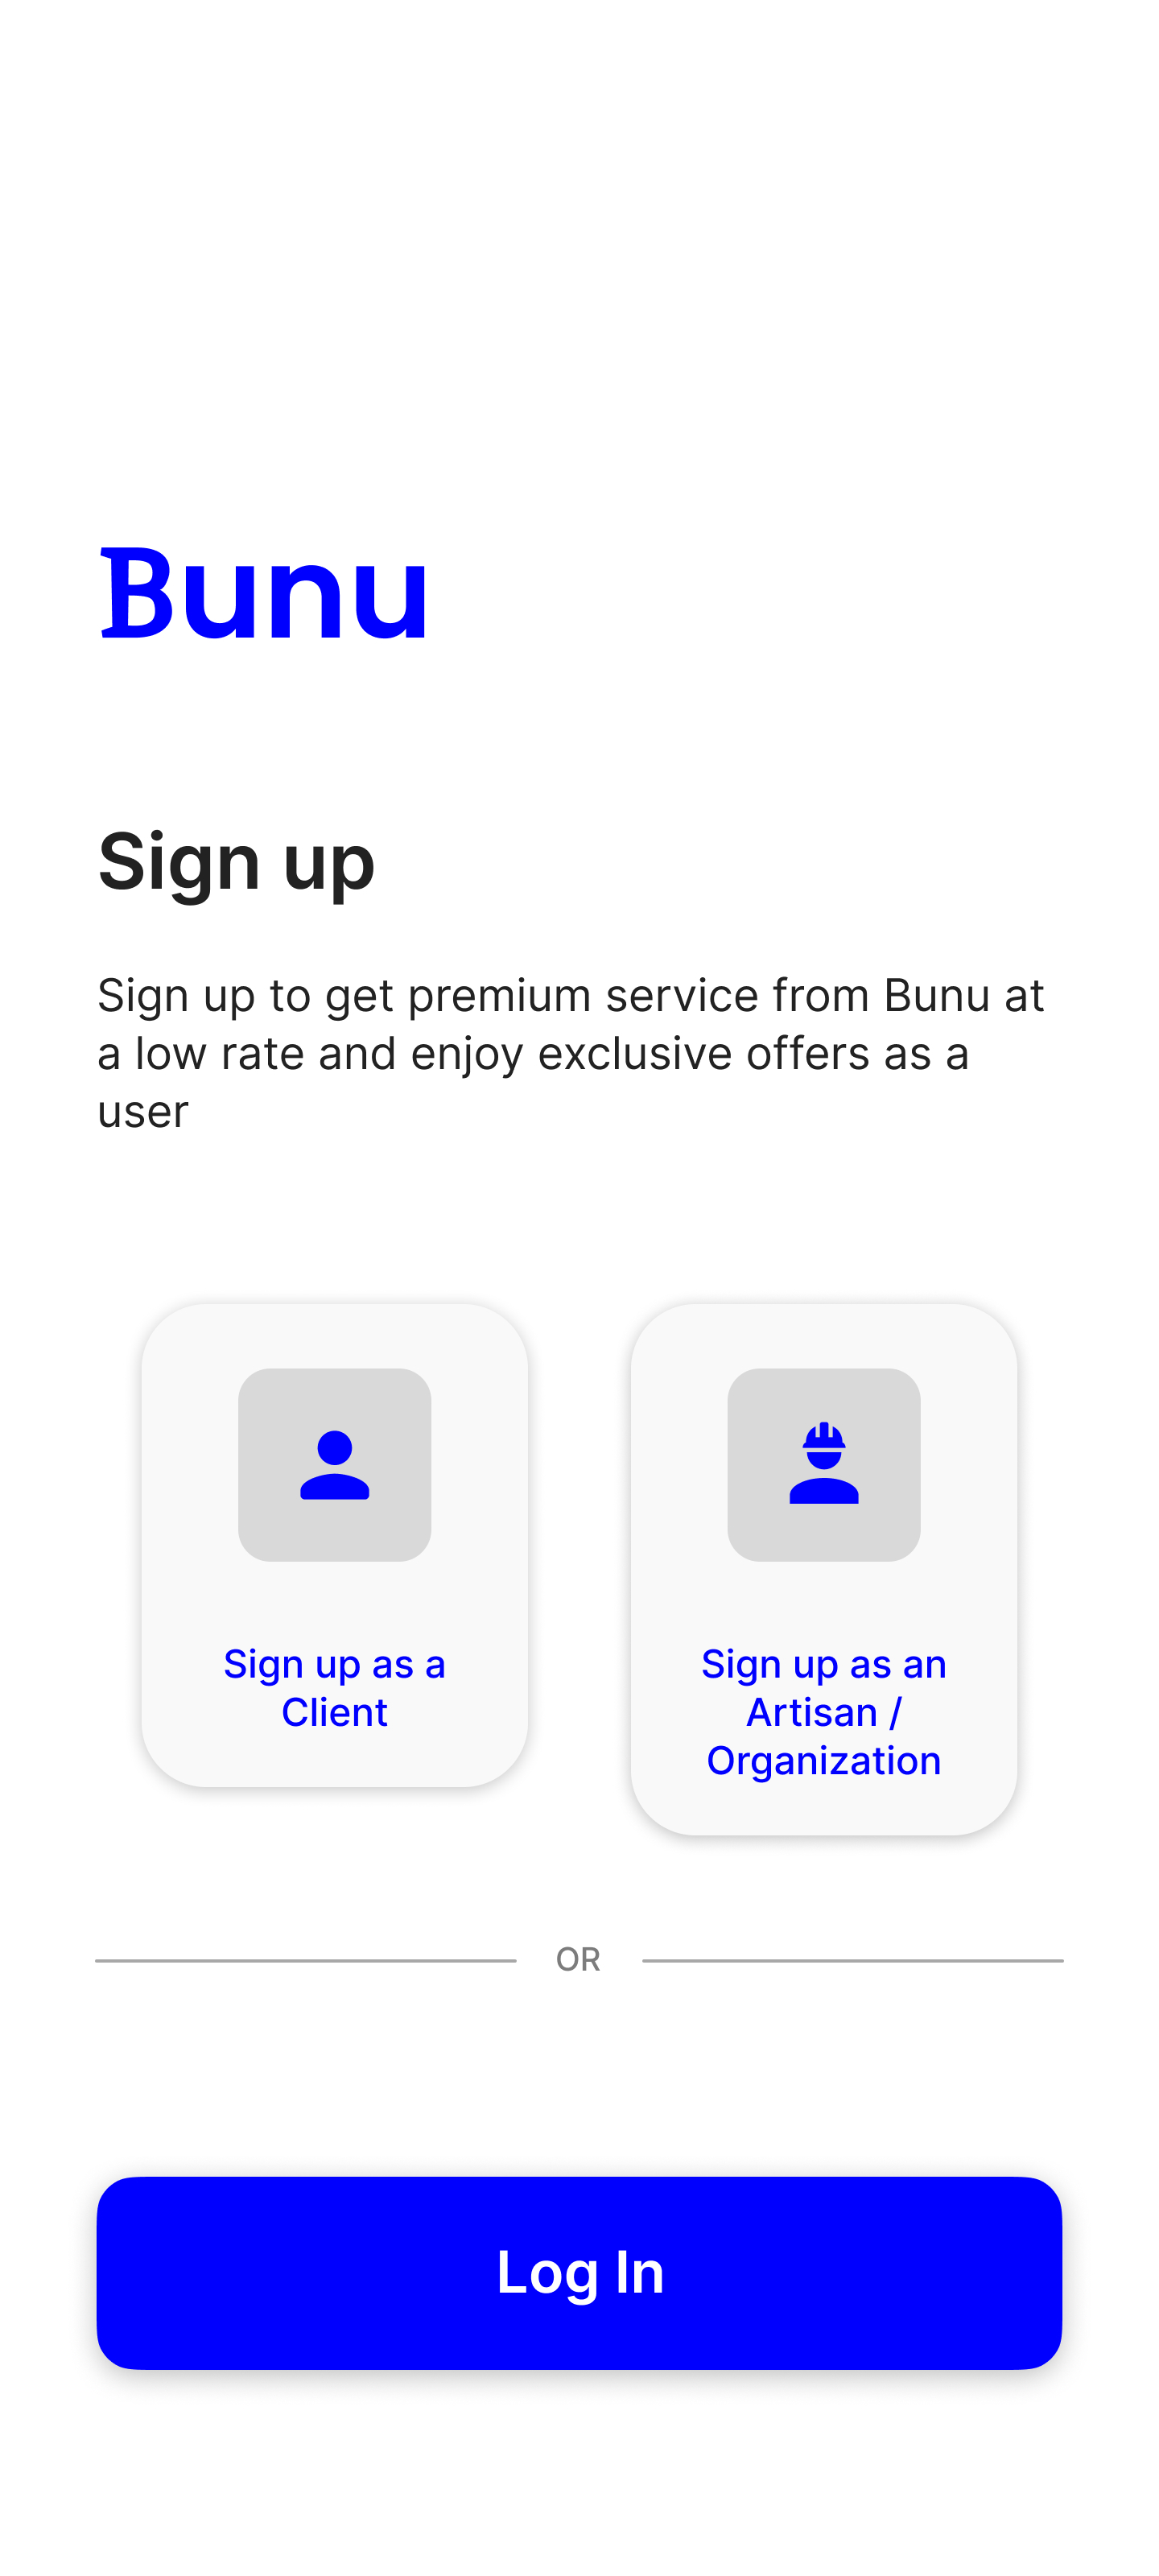 Bunu
Sign up
Sign up to get premium service from Bunu at
a low rate and enjoy exclusive offers as a
user
Sign up as a
Client
Sign up as an
Artisan /
Organization
OR
Log In